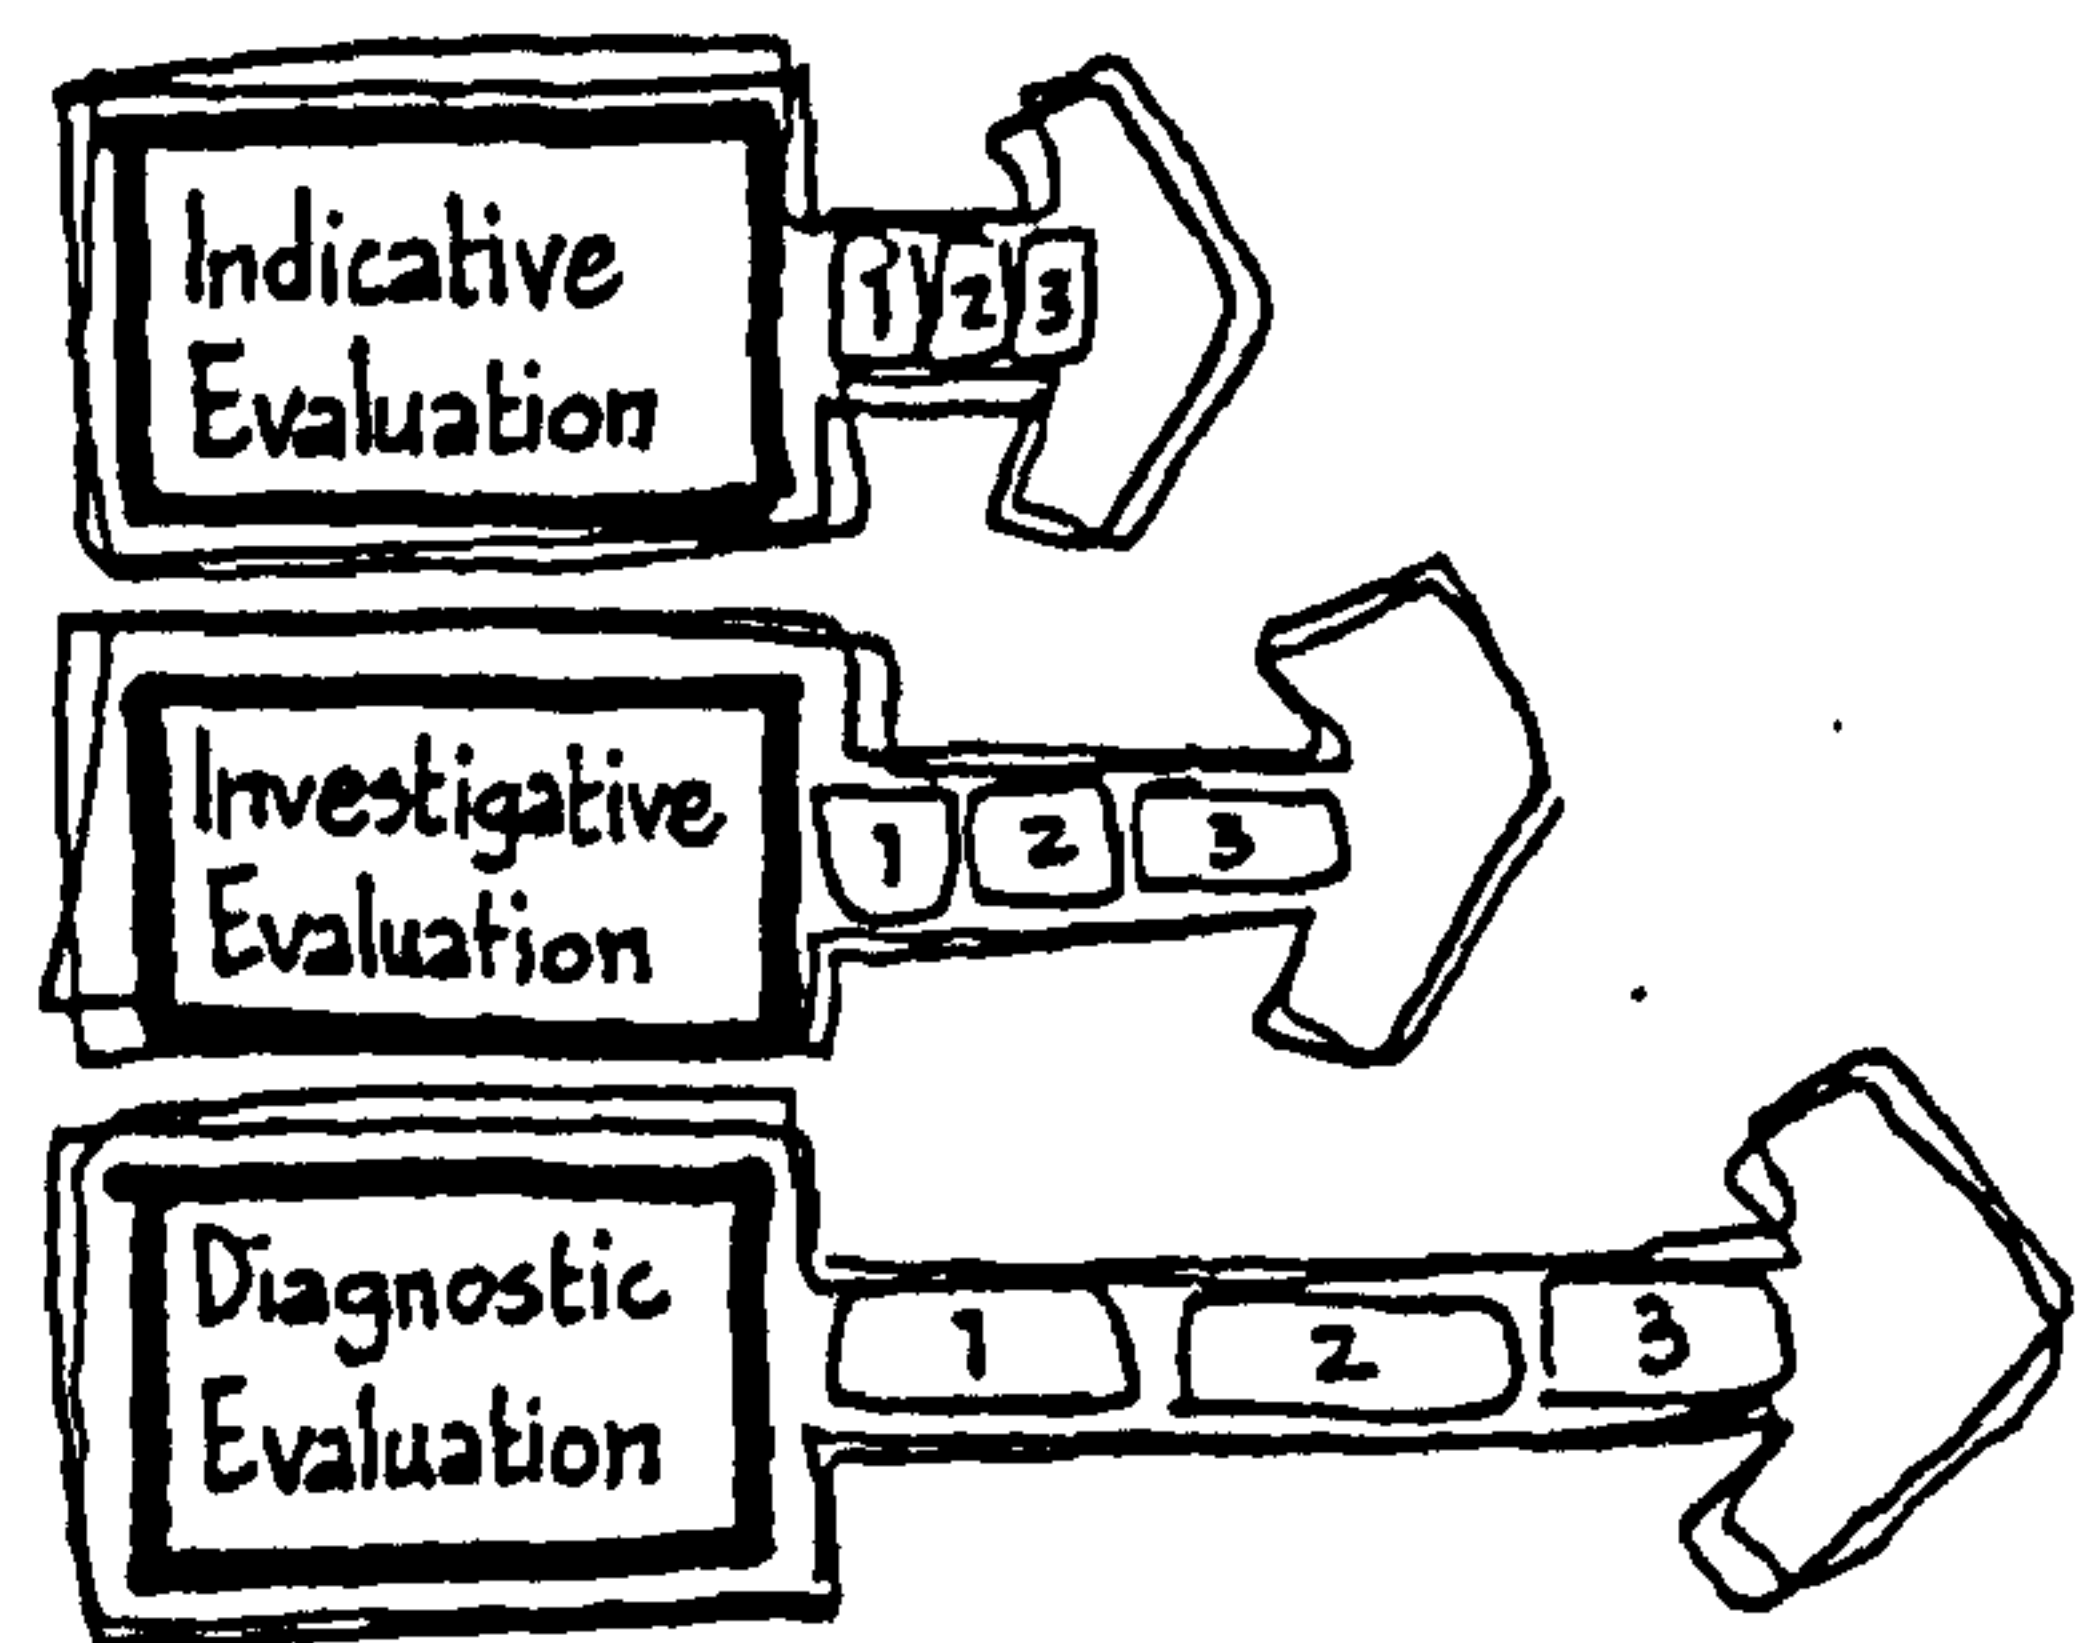 Indicative
Evaluation
1 2 3
Investigative
Evaluation
1 2 3
Diagnostic
Evaluation
1 2 3